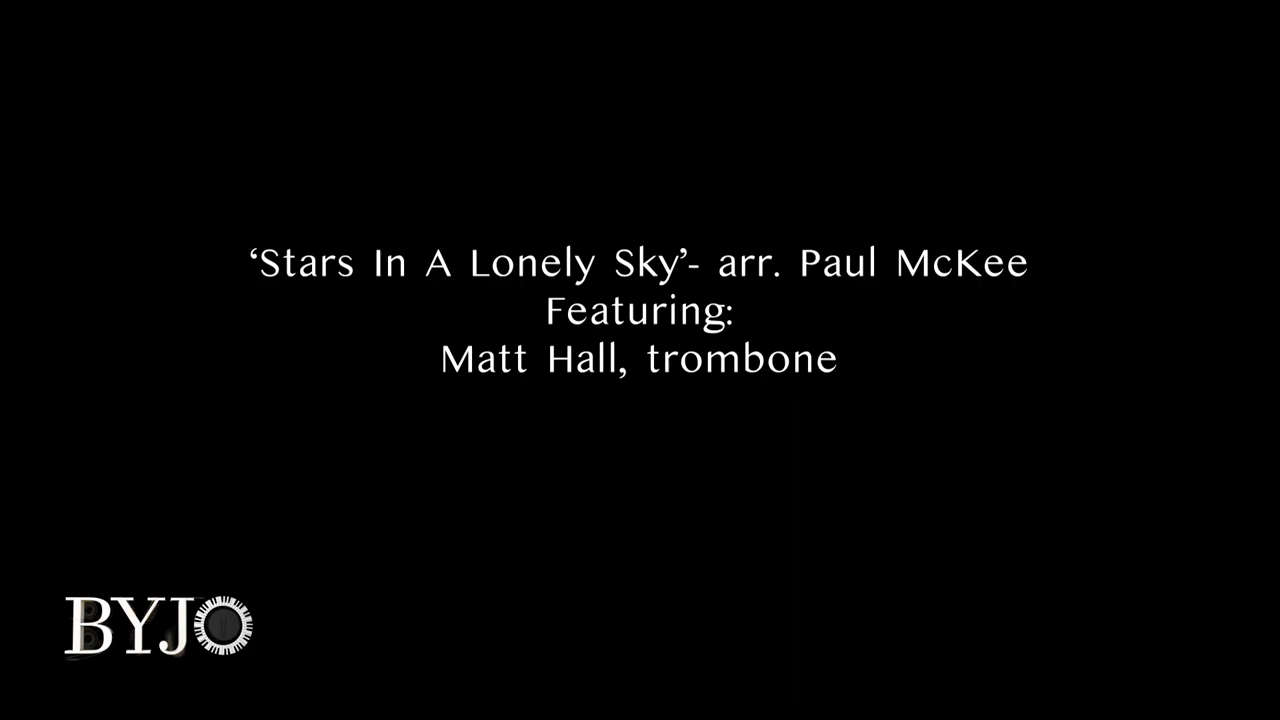 ‘Stars In A Lonely Sky’- arr. Paul McKee
Featuring:
Matt Hall, trombone
BYJO